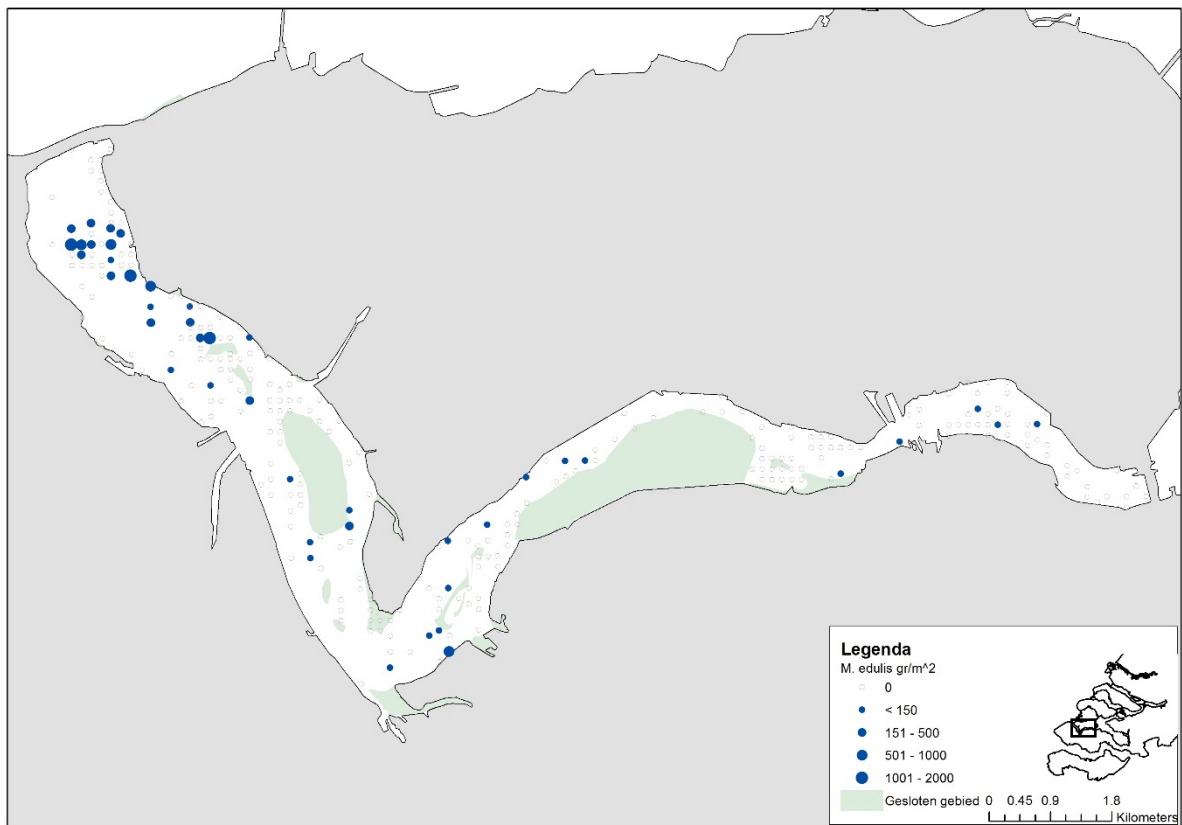 Legenda
M. edulis gr/m^2
0
< 150
151 - 500
501 - 1000
1001 - 2000
Gesloten gebied
0 0.45 0.9 1.8
Kilometers